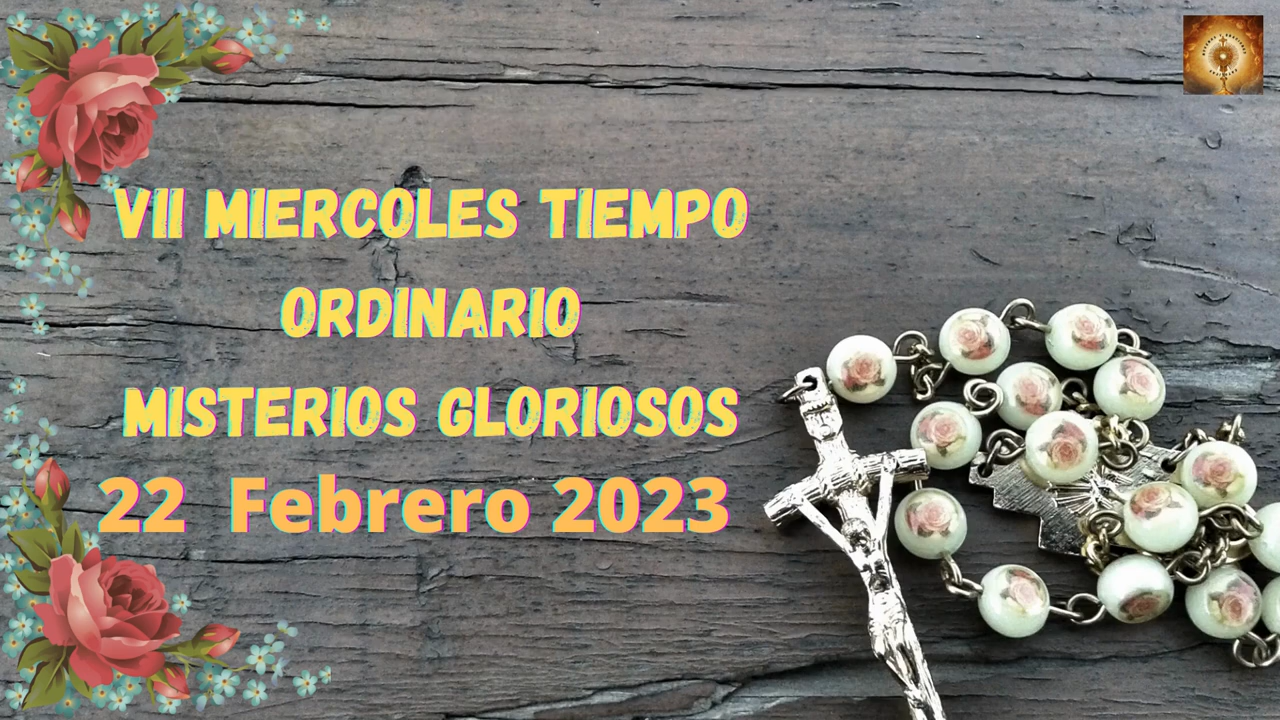 VII MIERCOLES TIEMPO
ORDINARIO
MISTERIOS GLORIOSOS
22 Febrero 2023